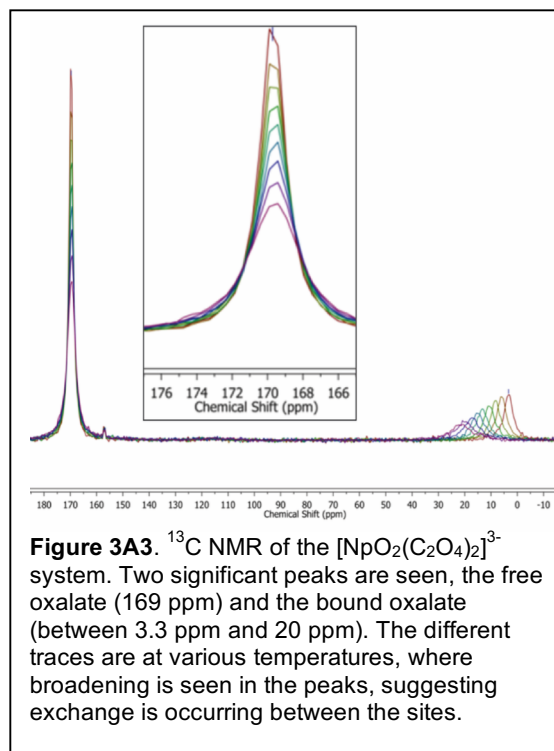 176 174 172 170 168 166
Chemical Shift (ppm)
180 170 160 150 140 130 120 110 100 90 80 70 60 50 40 30 20 10 0 -10
Chemical Shift (ppm)
Figure 3A3. ¹³C NMR of the [NpO₂(C₂O₄)₂]³⁻
system. Two significant peaks are seen, the free
oxalate (169 ppm) and the bound oxalate
(between 3.3 ppm and 20 ppm). The different
traces are at various temperatures, where
broadening is seen in the peaks, suggesting
exchange is occurring between the sites.